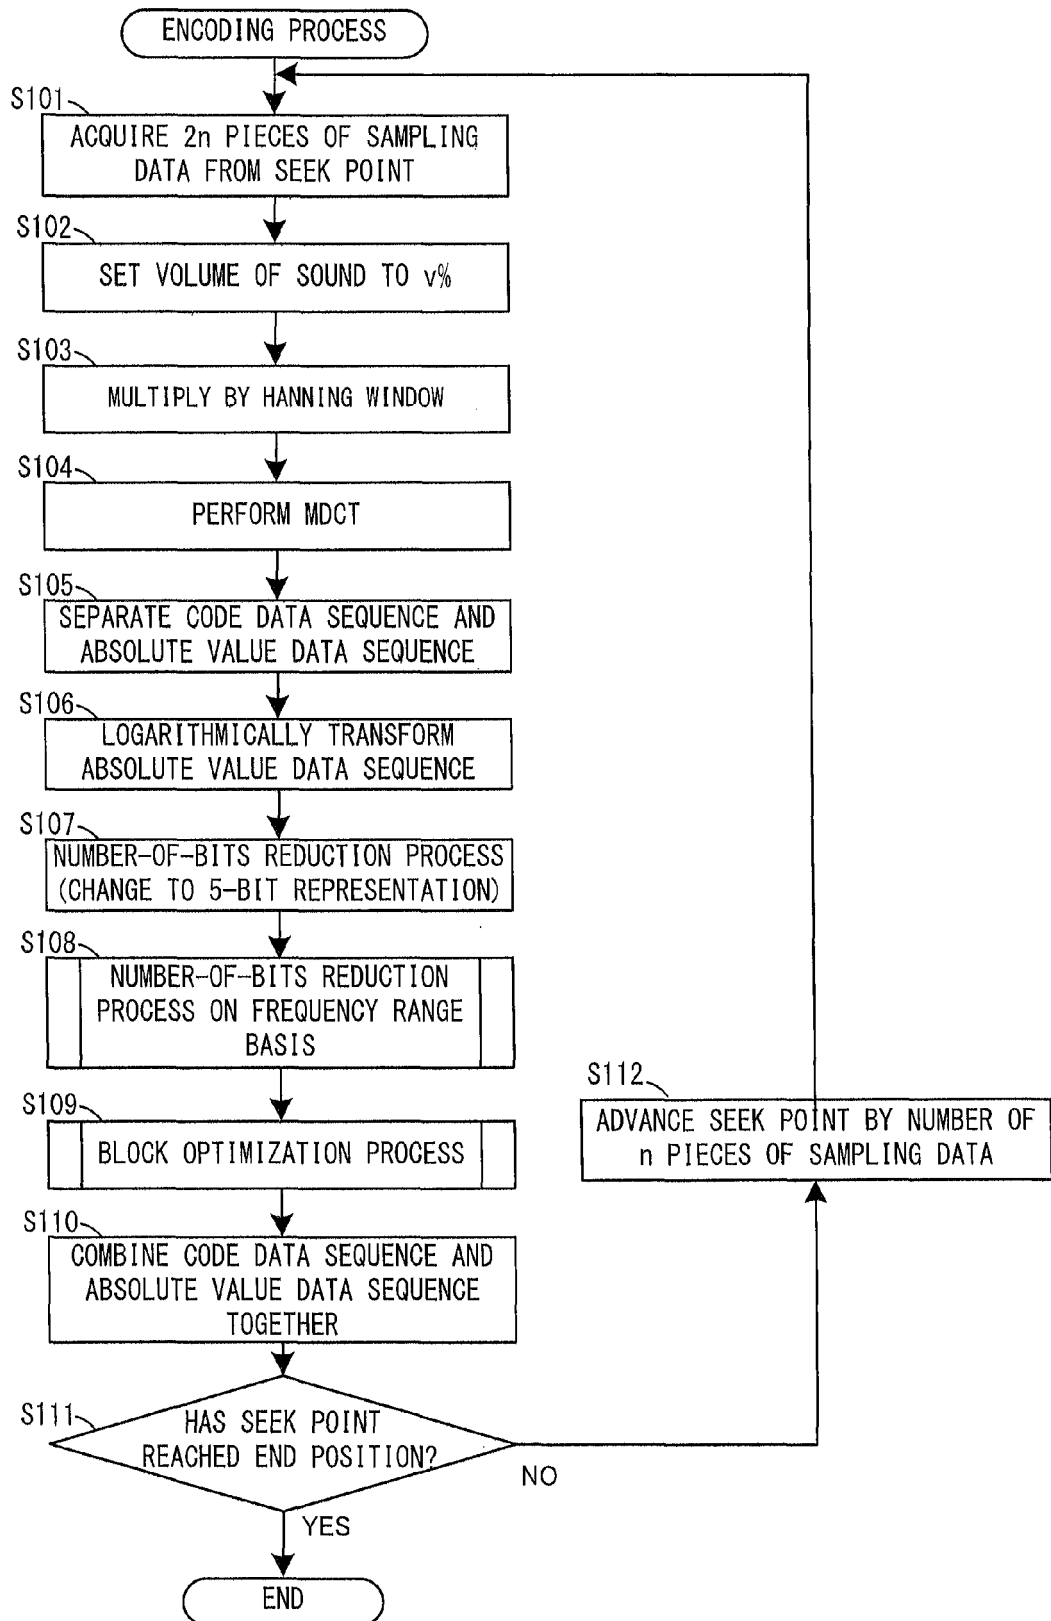 ENCODING PROCESS
S101
ACQUIRE 2n PIECES OF SAMPLING
DATA FROM SEEK POINT
S102
SET VOLUME OF SOUND TO v%
S103
MULTIPLY BY HANNING WINDOW
S104
PERFORM MDCT
S105
SEPARATE CODE DATA SEQUENCE AND
ABSOLUTE VALUE DATA SEQUENCE
S106
LOGARITHMICALLY TRANSFORM
ABSOLUTE VALUE DATA SEQUENCE
S107
NUMBER-OF-BITS REDUCTION PROCESS
(CHANGE TO 5-BIT REPRESENTATION)
S108
NUMBER-OF-BITS REDUCTION
PROCESS ON FREQUENCY RANGE
BASIS
S109
BLOCK OPTIMIZATION PROCESS
S110
COMBINE CODE DATA SEQUENCE AND
ABSOLUTE VALUE DATA SEQUENCE
TOGETHER
S111
HAS SEEK POINT
REACHED END POSITION?
NO
YES
END
S112
ADVANCE SEEK POINT BY NUMBER OF
n PIECES OF SAMPLING DATA